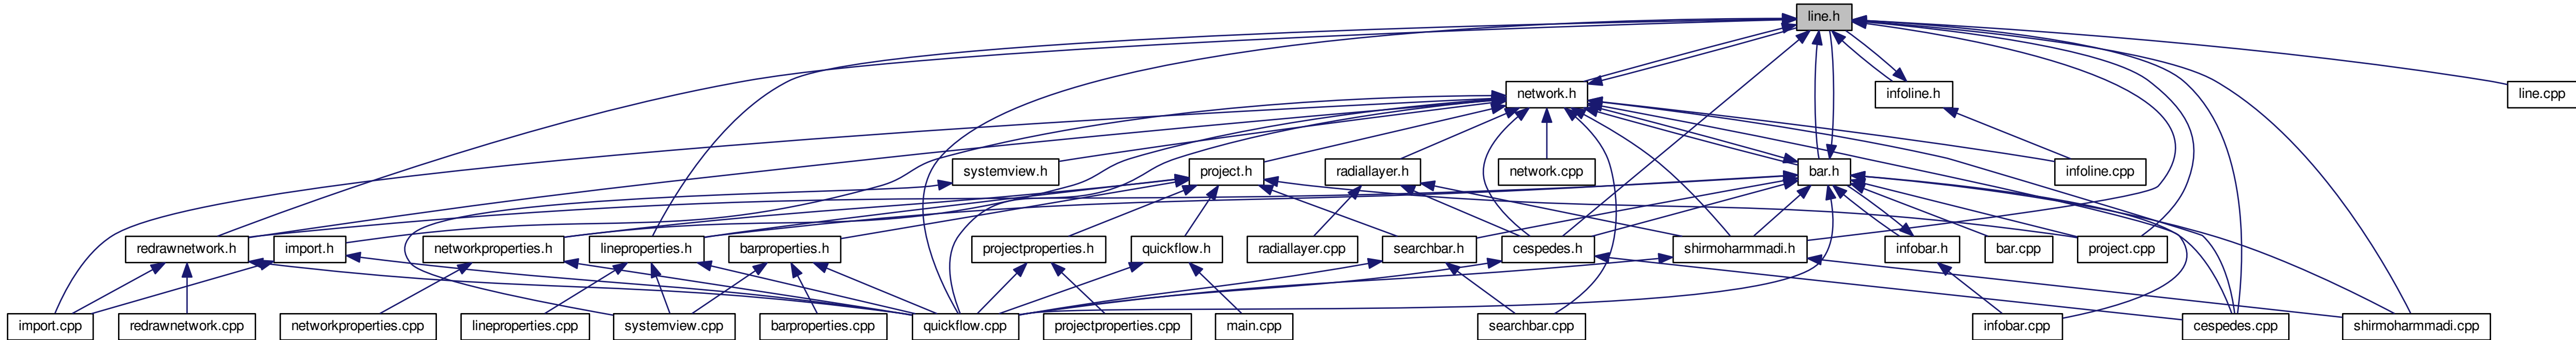 line.h
network.h
infoline.h
line.cpp
systemview.h
project.h
radiallayer.h
network.cpp
bar.h
infoline.cpp
redrawnetwork.h
import.h
networkproperties.h
lineproperties.h
barproperties.h
projectproperties.h
quickflow.h
radiallayer.cpp
searchbar.h
cespedes.h
shirmoharmmadi.h
infobar.h
bar.cpp
project.cpp
import.cpp
redrawnetwork.cpp
networkproperties.cpp
lineproperties.cpp
systemview.cpp
barproperties.cpp
quickflow.cpp
projectproperties.cpp
main.cpp
searchbar.cpp
infobar.cpp
cespedes.cpp
shirmoharmmadi.cpp